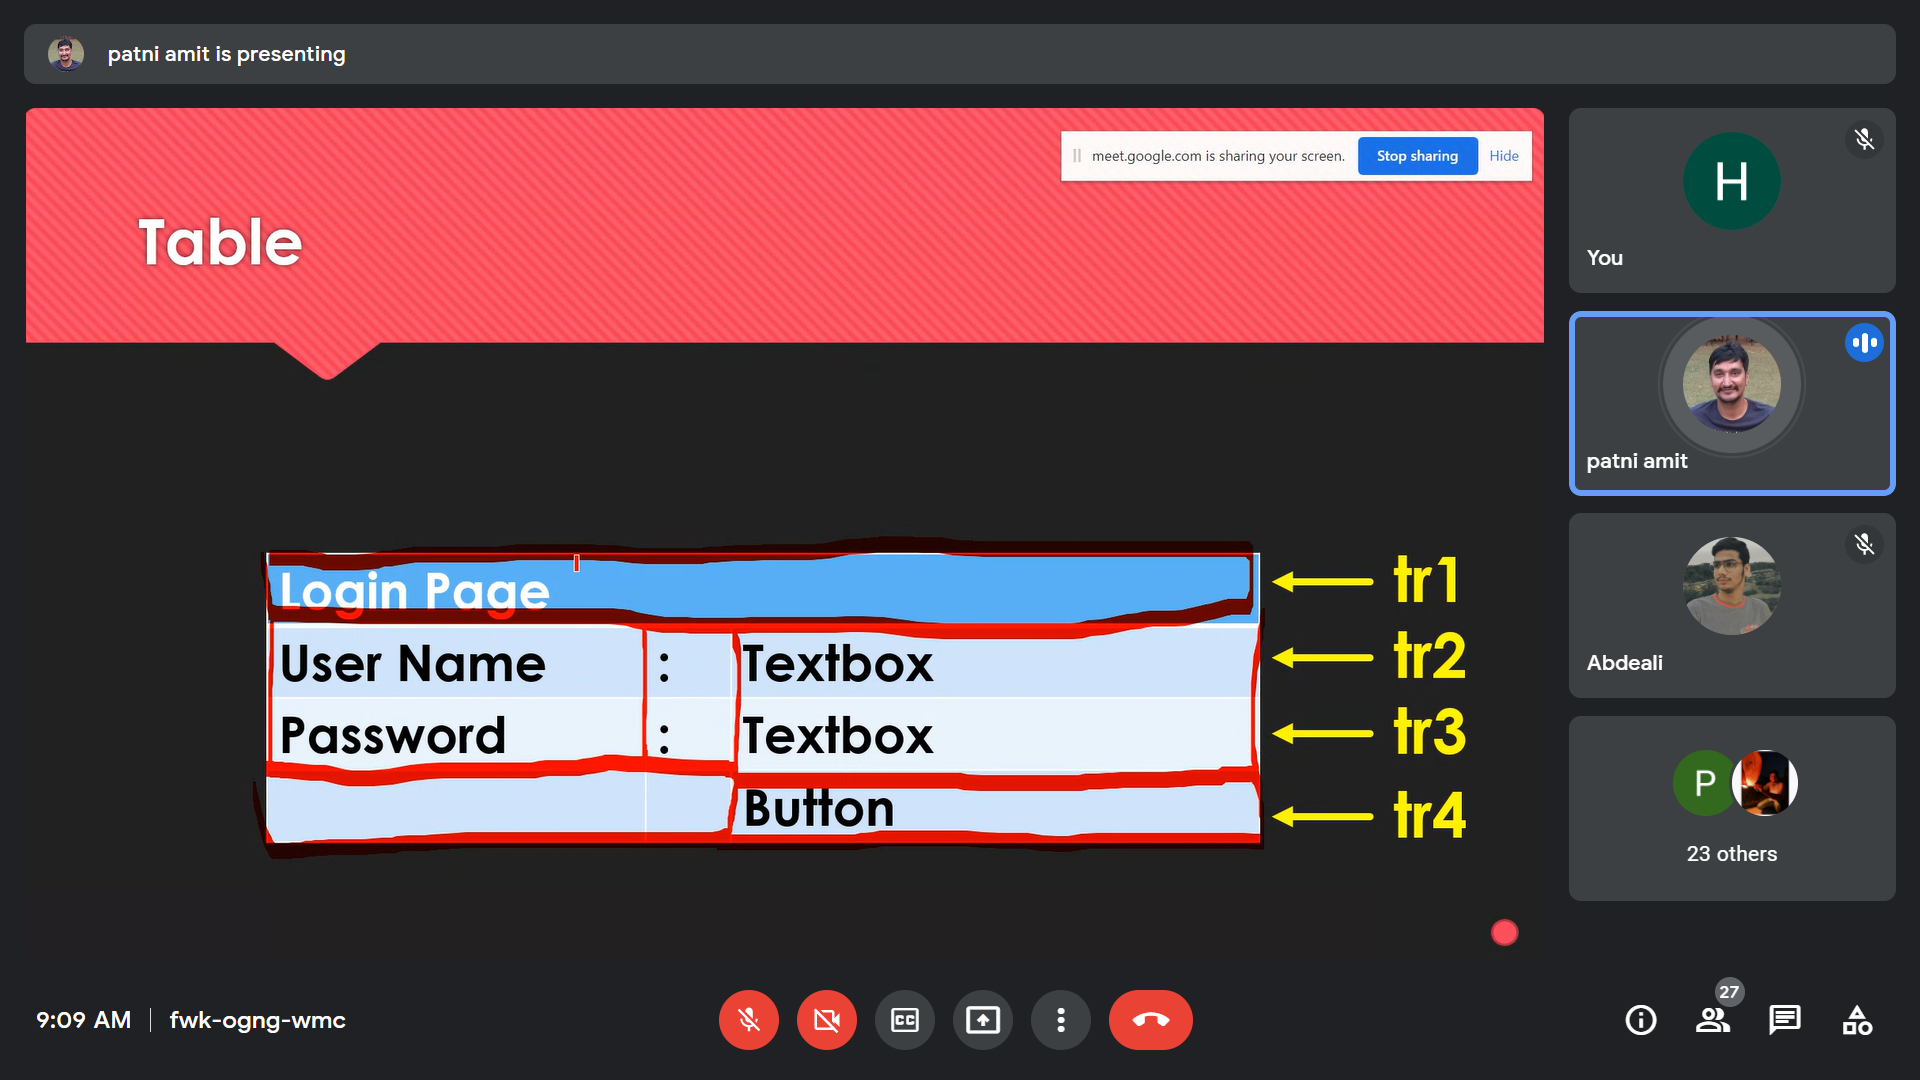 patni amit is presenting
meet.google.com is sharing your screen.
Stop sharing
Hide
Table
Login Page
tr1
User Name : Textbox
tr2
Password : Textbox
tr3
Button
tr4
H
You
patni amit
Abdeali
P
23 others
9:09 AM
fwk-ogng-wmc
CC
27